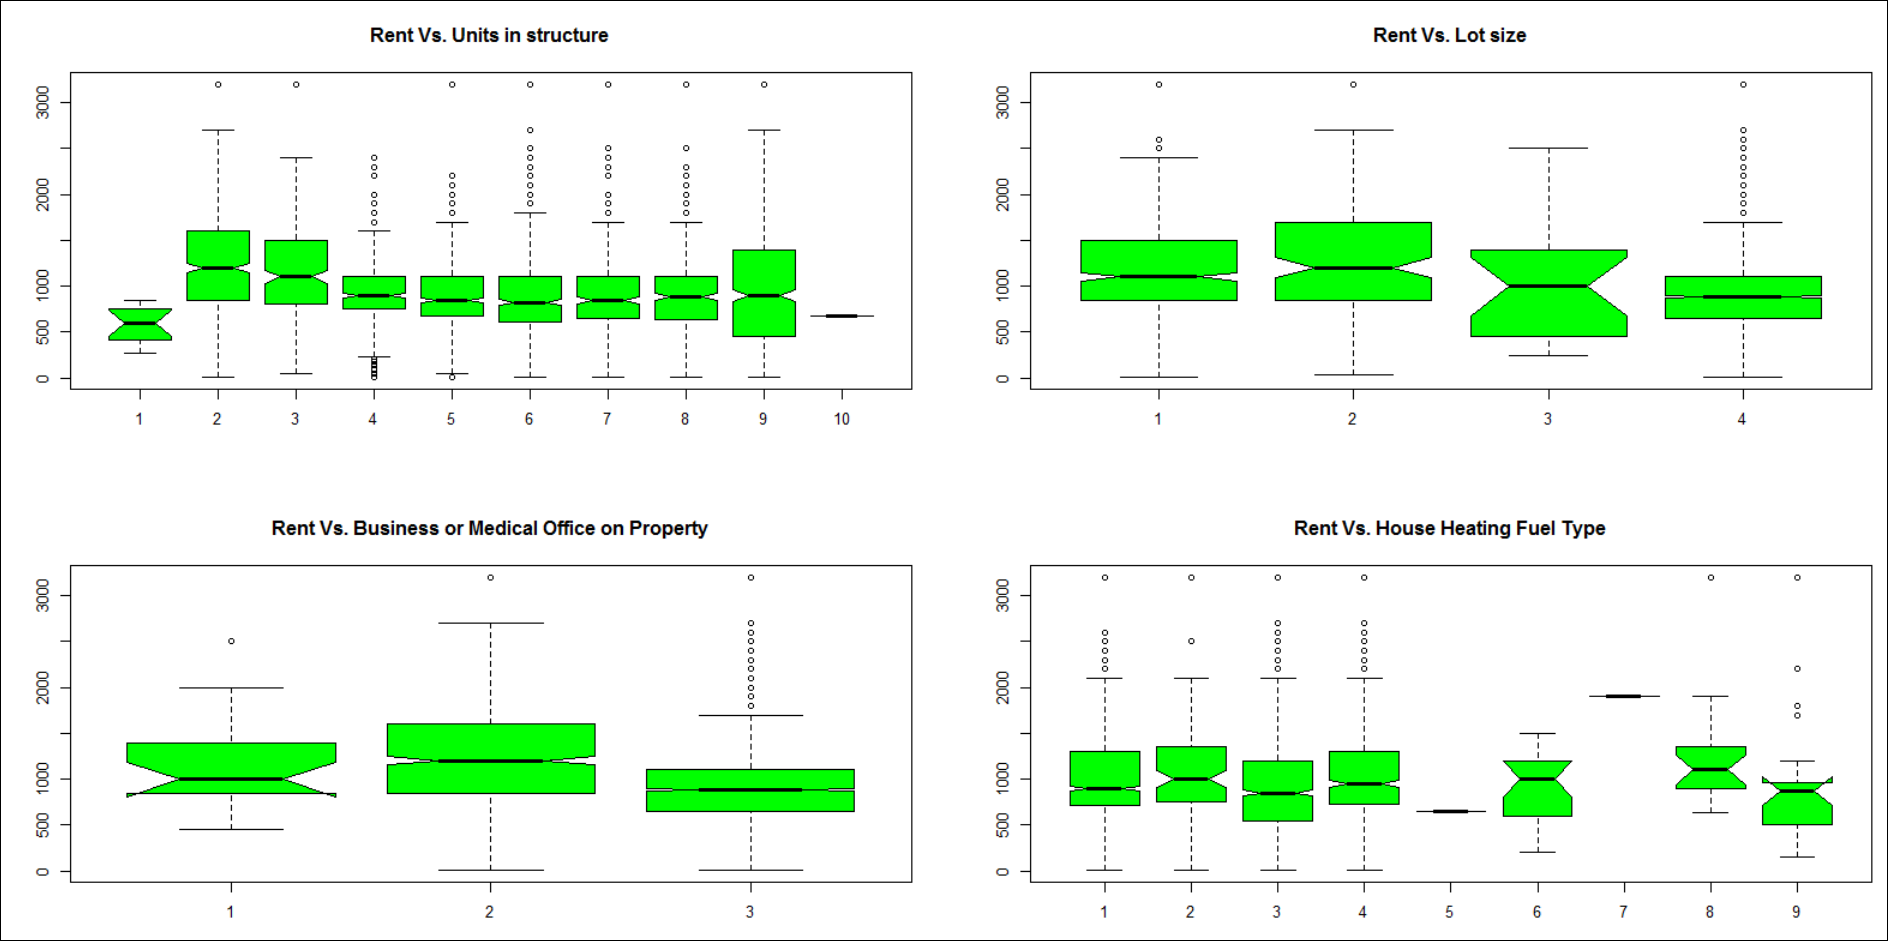 Rent Vs. Units in structure
3000
2000
1000
500
0
1 2 3 4 5 6 7 8 9 10
Rent Vs. Lot size
3000
2000
1000
500
0
1 2 3 4
Rent Vs. Business or Medical Office on Property
3000
2000
1000
500
0
1 2 3
Rent Vs. House Heating Fuel Type
3000
2000
1000
500
0
1 2 3 4 5 6 7 8 9